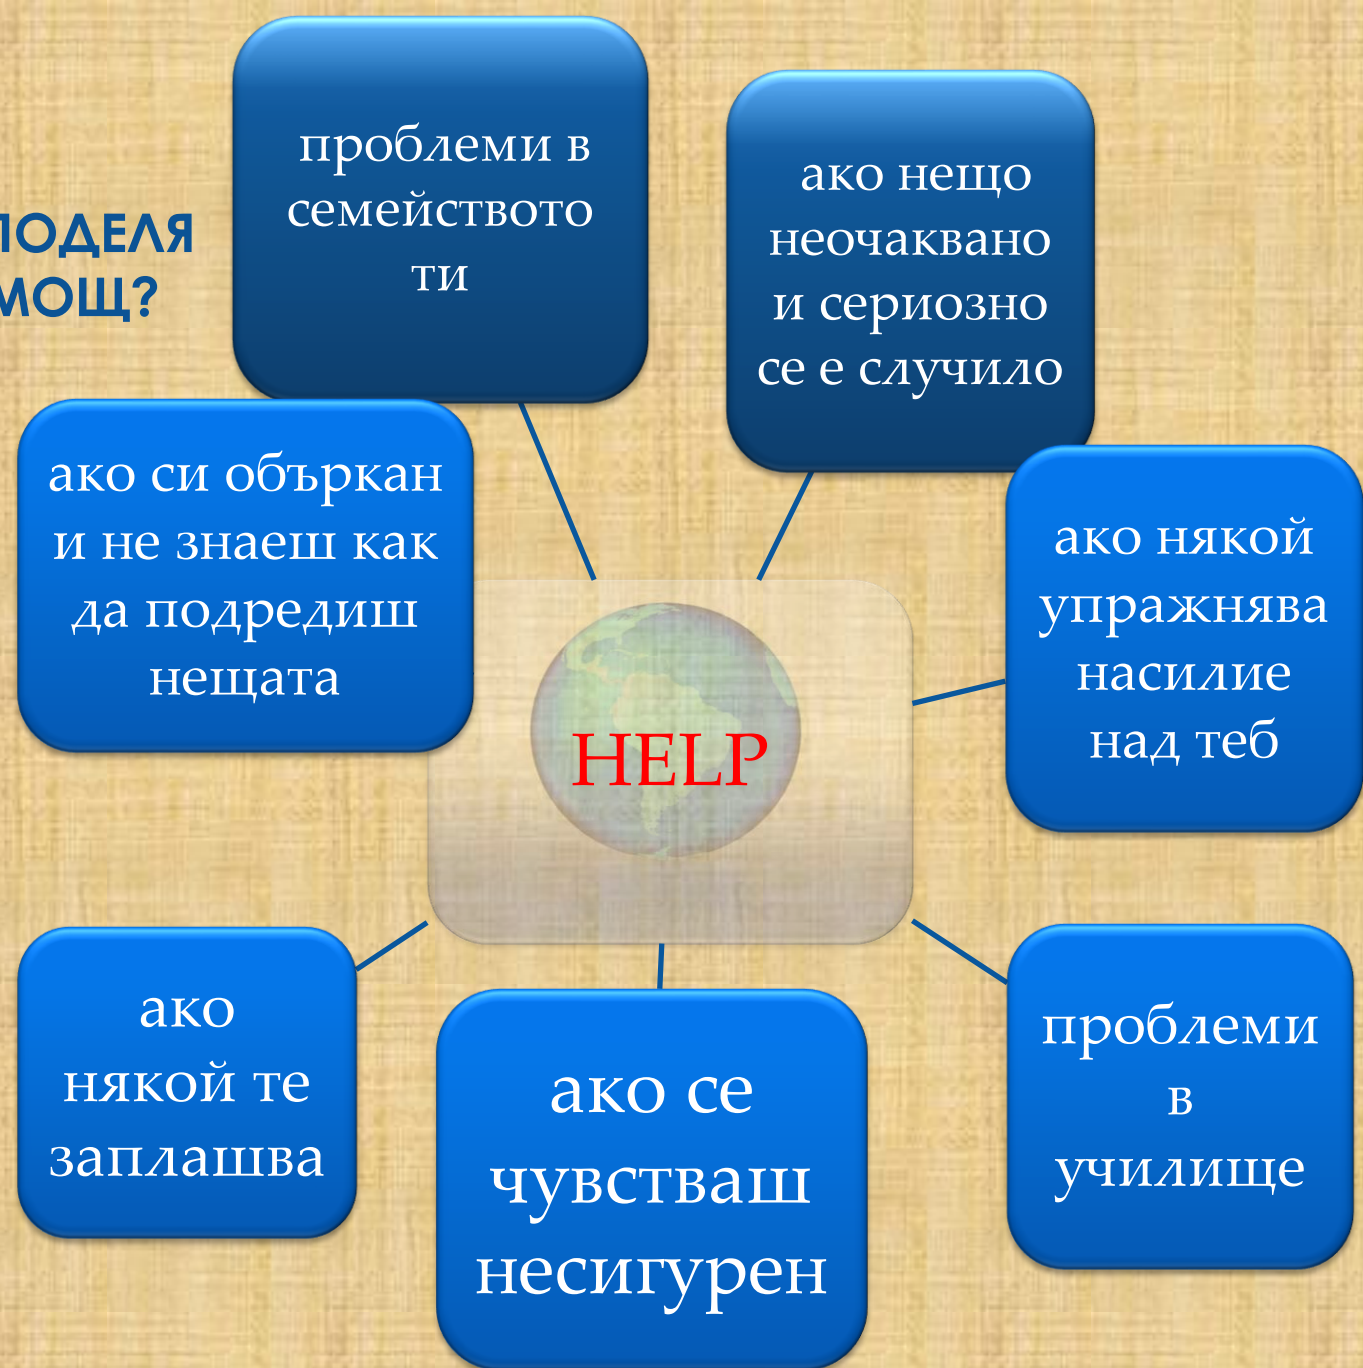 ПОДЕЛЯ
МОЩ?
проблеми в
семейството
ти
ако нещо
неочаквано
и сериозно
се е случило
ако си объркан
и не знаеш как
да подредиш
нещата
ако някой
упражнява
насилие
над теб
HELP
ако
някой те
заплашва
ако се
чувстваш
несигурен
проблеми
в
училище